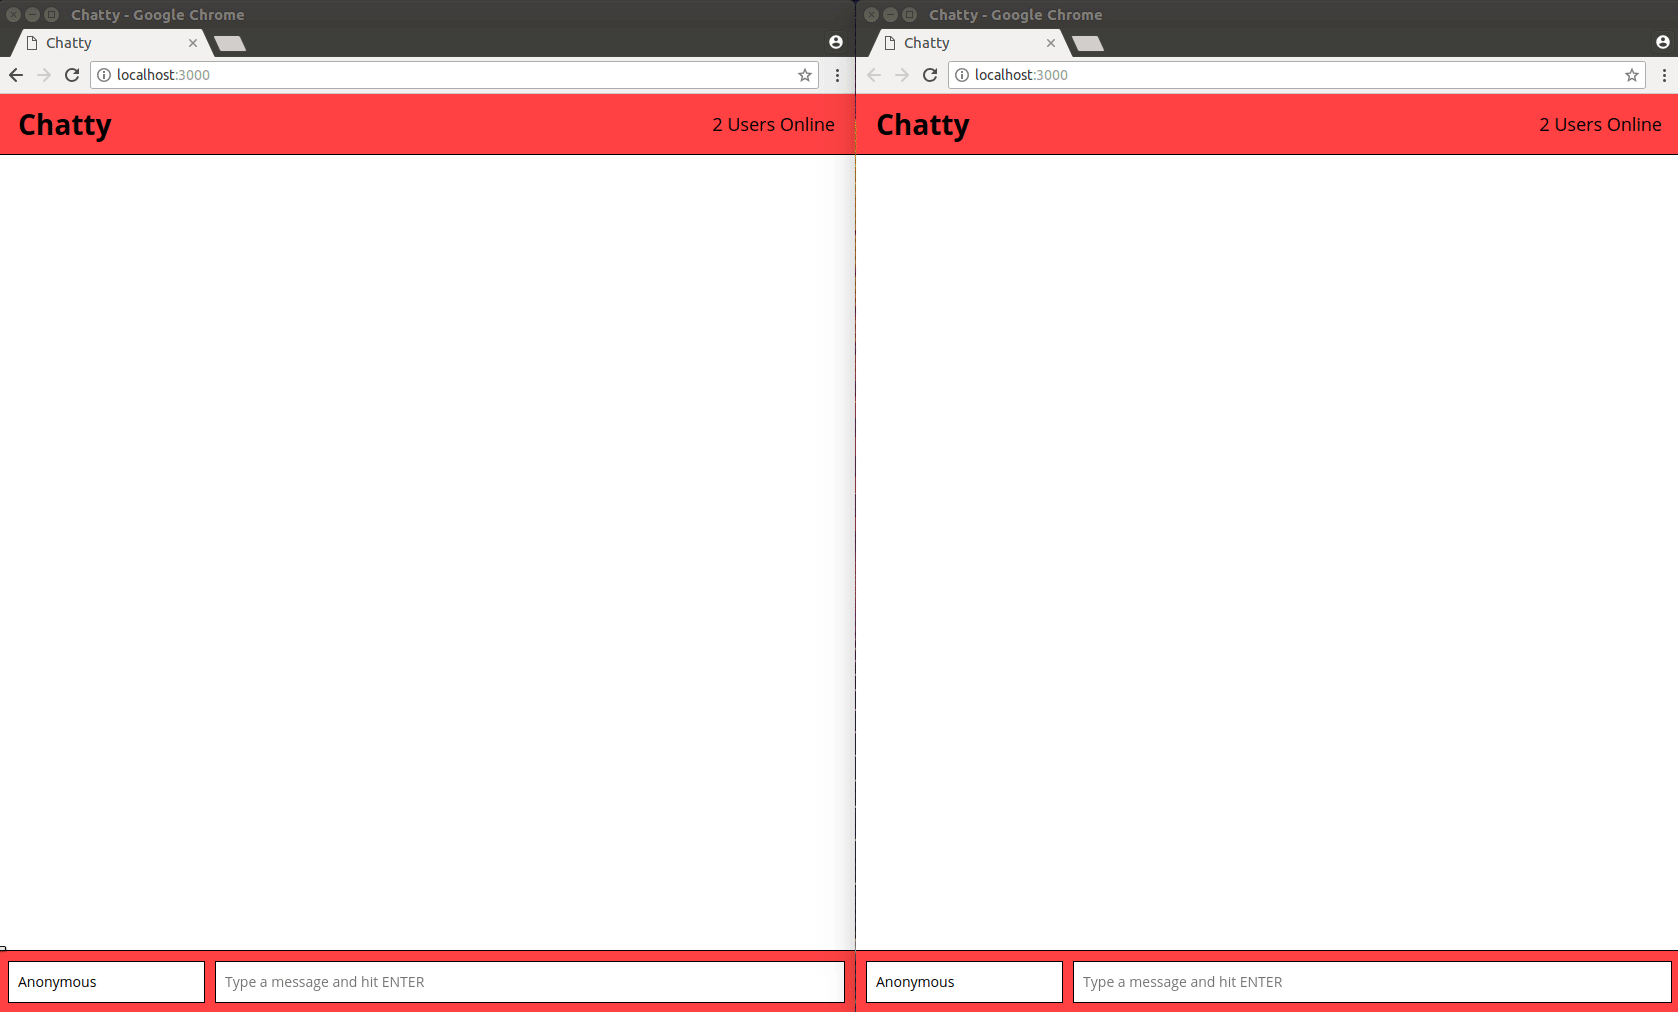 Chatty - Google Chrome
Chatty
localhost:3000
Chatty
2 Users Online
Anonymous
Type a message and hit ENTER
Chatty - Google Chrome
Chatty
localhost:3000
Chatty
2 Users Online
Anonymous
Type a message and hit ENTER